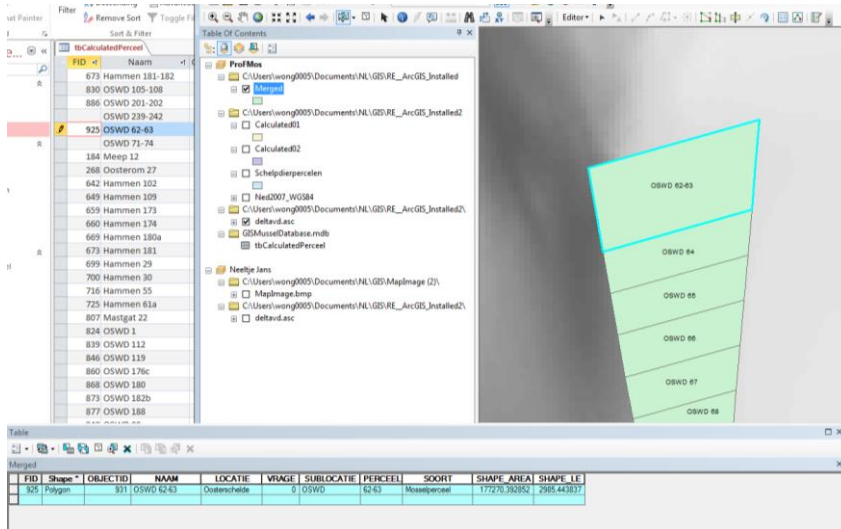 Filter
Remove Sort
Toggle Fi
Sort & Filter
tbCalculatedPerceel
FID Naam
673 Hammen 181-182
830 OSWD 105-108
886 OSWD 201-202
OSWD 239-242
925 OSWD 62-63
OSWD 71-74
184 Meep 12
268 Oosterom 27
642 Hammen 102
649 Hammen 109
659 Hammen 173
660 Hammen 174
669 Hammen 180a
673 Hammen 181
699 Hammen 29
700 Hammen 30
716 Hammen 55
725 Hammen 61a
807 Mastgat 22
824 OSWD 1
839 OSWD 112
846 OSWD 119
860 OSWD 176c
868 OSWD 180
873 OSWD 182b
877 OSWD 188
Editor
Table Of Contents
ProfMos
C:\Users\wong0005\Documents\NL\GIS\RE__ArcGIS_Installed
Merged
C:\Users\wong0005\Documents\NL\GIS\RE__ArcGIS_Installed2
Calculated01
Calculated02
Schelpdierpercelen
Ned2007_WGS84
C:\Users\wong0005\Documents\NL\GIS\RE__ArcGIS_Installed2\
deltavd.asc
GISMusselDatabase.mdb
tbCalculatedPerceel
Neeltje Jans
C:\Users\wong0005\Documents\NL\GIS\MapImage (2)\
MapImage.bmp
C:\Users\wong0005\Documents\NL\GIS\RE__ArcGIS_Installed2\
deltavd.asc
OSWD 62-63
OSWD 64
OSWD 65
OSWD 66
OSWD 67
OSWD 68
Table
Merged
FID Shape * OBJECTID NAAM LOCATIE VRAGE SUBLOCATIE PERCEEL SOORT SHAPE_AREA SHAPE_LE
925 Polygon 931 OSWD 62-63 Oosterschelde 0 OSWD 62-63 Mosselperceel 177270.392852 2985.443837